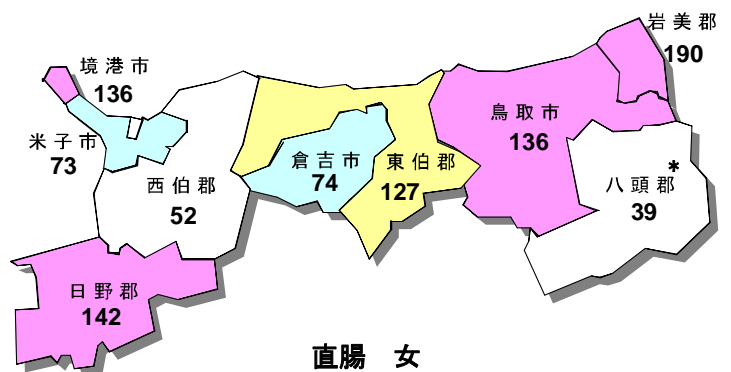 岩美郡
190
境港市
136
鳥取市
136
米子市
73
倉吉市
74
東伯郡
127
*
八頭郡
39
西伯郡
52
日野郡
142
直腸　女